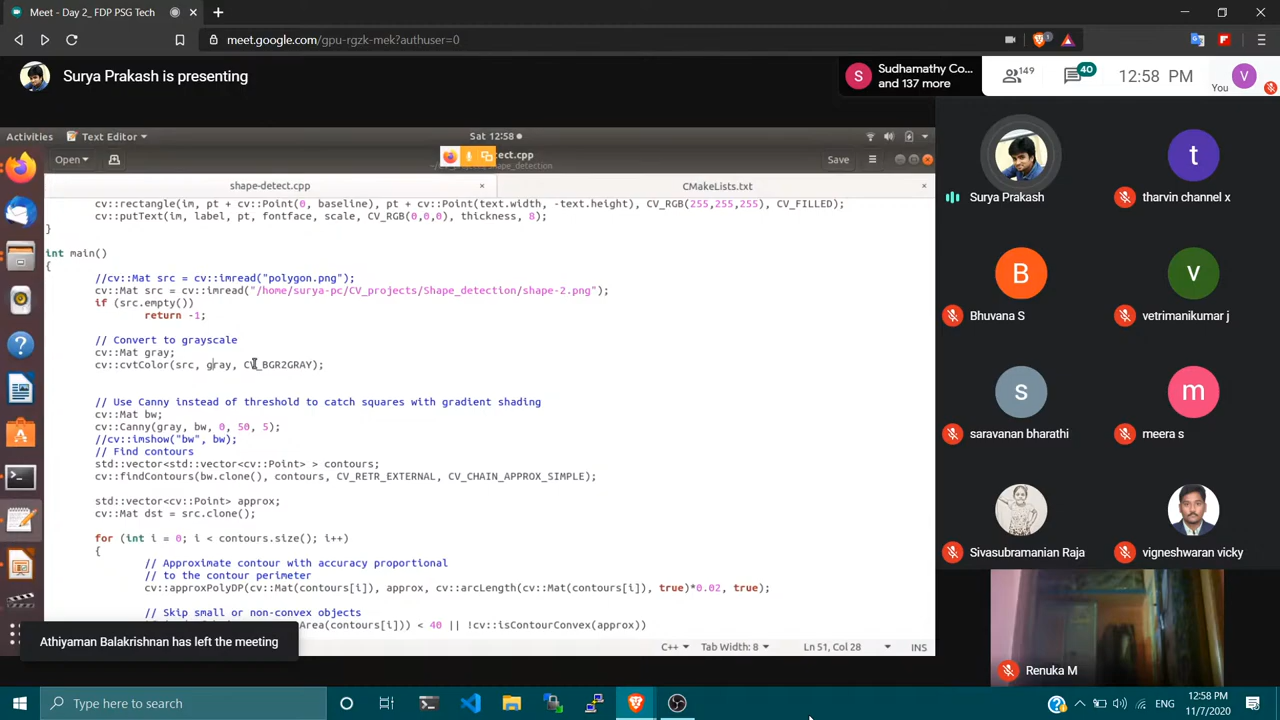 Meet - Day 2_ FDP PSG Tech
meet.google.com/gpu-rgzk-mek?authuser=0
Surya Prakash is presenting
S
Sudhamathy Co...
and 137 more
149
40
12:58 PM
You
V
Activities
Text Editor
Sat 12:58
ect.cpp
Open
shape_detection
Save
shape-detect.cpp
CMakeLists.txt
cv::rectangle(im, pt + cv::Point(0, baseline), pt + cv::Point(text.width, -text.height), CV_RGB(255,255,255), CV_FILLED);
cv::putText(im, label, pt, fontface, scale, CV_RGB(0,0,0), thickness, 8);
}
int main()
{
//cv::Mat src = cv::imread("polygon.png");
cv::Mat src = cv::imread("/home/surya-pc/CV_projects/Shape_detection/shape-2.png");
if (src.empty())
return -1;
// Convert to grayscale
cv::Mat gray;
cv::cvtColor(src, gray, CV_BGR2GRAY);
// Use Canny instead of threshold to catch squares with gradient shading
cv::Mat bw;
cv::Canny(gray, bw, 0, 50, 5);
//cv::imshow("bw", bw);
// Find contours
std::vector<std::vector<cv::Point> > contours;
cv::findContours(bw.clone(), contours, CV_RETR_EXTERNAL, CV_CHAIN_APPROX_SIMPLE);
std::vector<cv::Point> approx;
cv::Mat dst = src.clone();
for (int i = 0; i < contours.size(); i++)
{
// Approximate contour with accuracy proportional
// to the contour perimeter
cv::approxPolyDP(cv::Mat(contours[i]), approx, cv::arcLength(cv::Mat(contours[i]), true)*0.02, true);
// Skip small or non-convex objects
Area(contours[i])) < 40 || !cv::isContourConvex(approx))
Athiyaman Balakrishnan has left the meeting
C++
Tab Width: 8
Ln 51, Col 28
INS
Surya Prakash
t
tharvin channel x
B
Bhuvana S
v
vetrimanikumar j
s
saravanan bharathi
m
meera s
Sivasubramanian Raja
vigneshwaran vicky
Renuka M
Type here to search
ENG
12:58 PM
11/7/2020